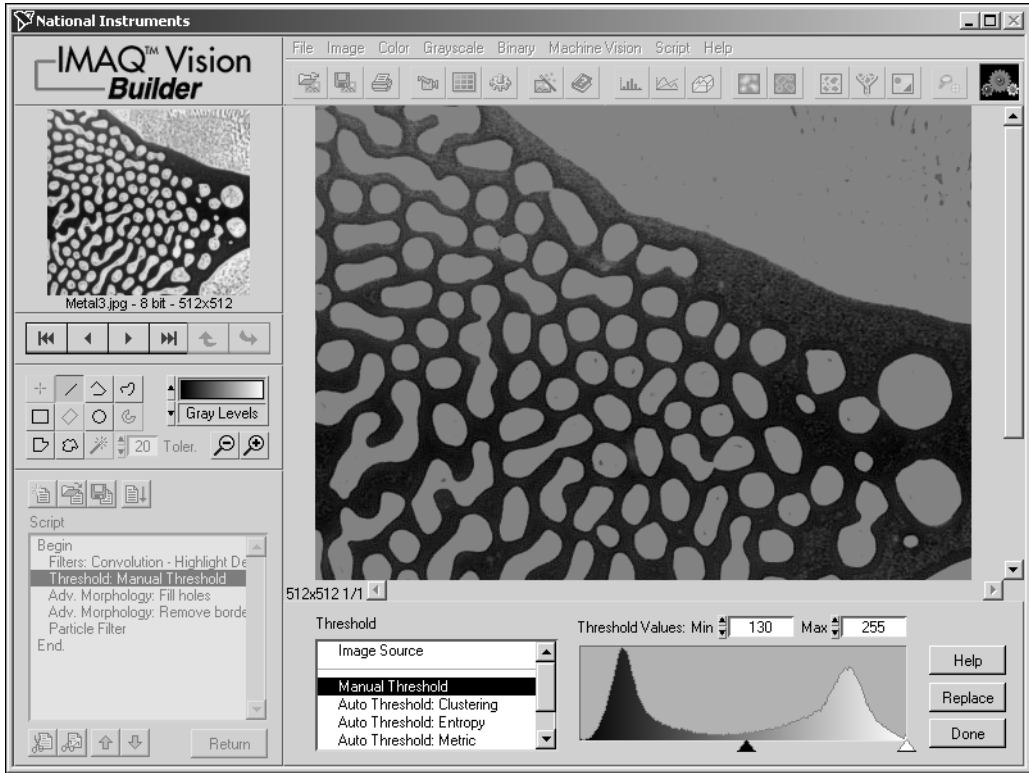 National Instruments
IMAQ™ Vision
Builder
File Image Color Grayscale Binary Machine Vision Script Help
Metal3.jpg - 8 bit - 512x512
Gray Levels
20 Toler.
Script
Begin
Filters: Convolution - Highlight De
Threshold: Manual Threshold
Adv. Morphology: Fill holes
Adv. Morphology: Remove borde
Particle Filter
End.
Return
512x512 1/1
Threshold
Image Source
Manual Threshold
Auto Threshold: Clustering
Auto Threshold: Entropy
Auto Threshold: Metric
Threshold Values: Min 130 Max 255
Help
Replace
Done